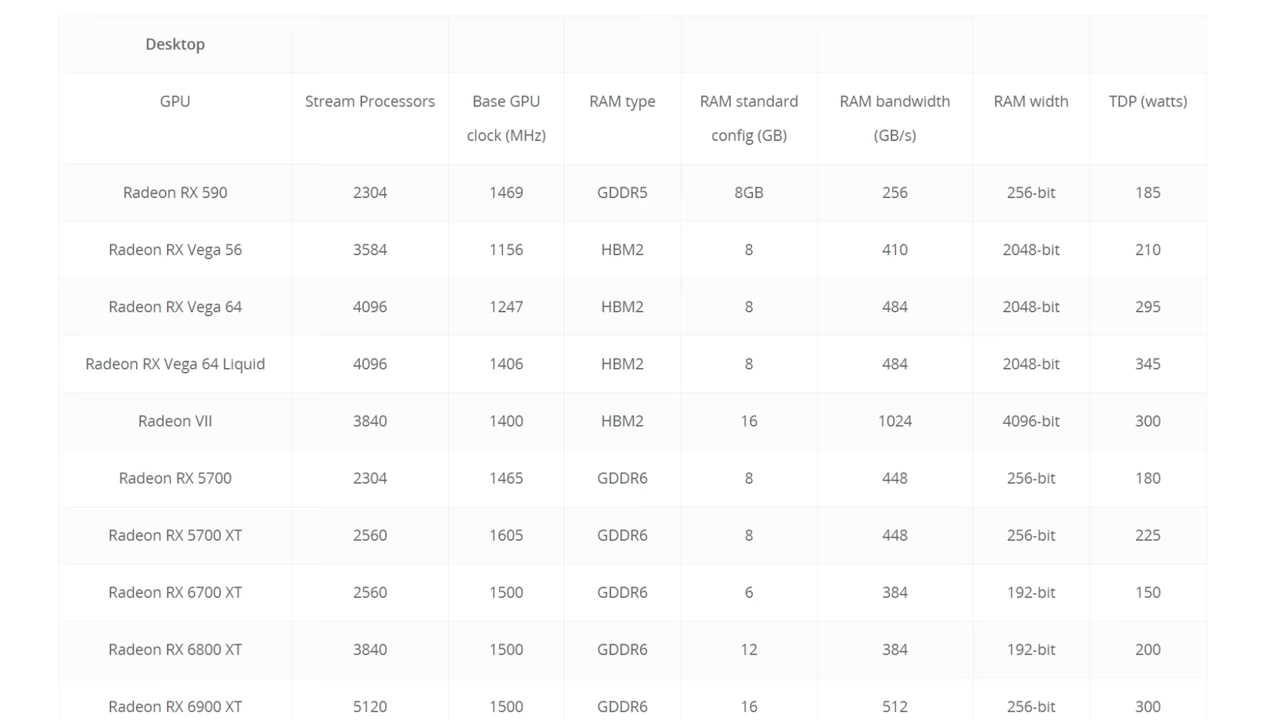 Desktop
GPU Stream Processors Base GPU clock (MHz) RAM type RAM standard config (GB) RAM bandwidth (GB/s) RAM width TDP (watts)
Radeon RX 590 2304 1469 GDDR5 8GB 256 256-bit 185
Radeon RX Vega 56 3584 1156 HBM2 8 410 2048-bit 210
Radeon RX Vega 64 4096 1247 HBM2 8 484 2048-bit 295
Radeon RX Vega 64 Liquid 4096 1406 HBM2 8 484 2048-bit 345
Radeon VII 3840 1400 HBM2 16 1024 4096-bit 300
Radeon RX 5700 2304 1465 GDDR6 8 448 256-bit 180
Radeon RX 5700 XT 2560 1605 GDDR6 8 448 256-bit 225
Radeon RX 6700 XT 2560 1500 GDDR6 6 384 192-bit 150
Radeon RX 6800 XT 3840 1500 GDDR6 12 384 192-bit 200
Radeon RX 6900 XT 5120 1500 GDDR6 16 512 256-bit 300